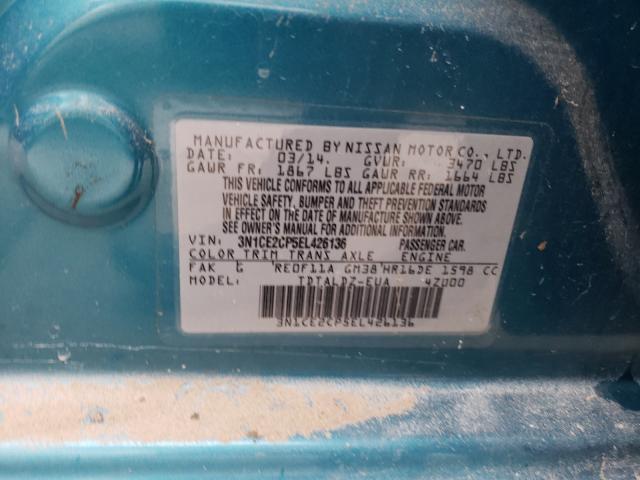 MANUFACTURED BY NISSAN MOTOR CO., LTD.
DATE: 03/14. GVWR: 3470 LBS
GAWR FR: 1867 LBS GAWR RR: 1664 LBS
THIS VEHICLE CONFORMS TO ALL APPLICABLE FEDERAL MOTOR
VEHICLE SAFETY, BUMPER AND THEFT PREVENTION STANDARDS
IN EFFECT ON THE DATE OF MANUFACTURE SHOWN ABOVE.
SEE OWNER'S MANUAL FOR ADDITIONAL INFORMATION.
VIN: 3N1CE2CP5EL426136 PASSENGER CAR.
COLOR TRIM TRANS AXLE ENGINE
FAK G RE0F11A GM38 HR16DE 1598 CC
MODEL: TDTALDZ-EUA 4ZU00
3N1CE2CP5EL426136